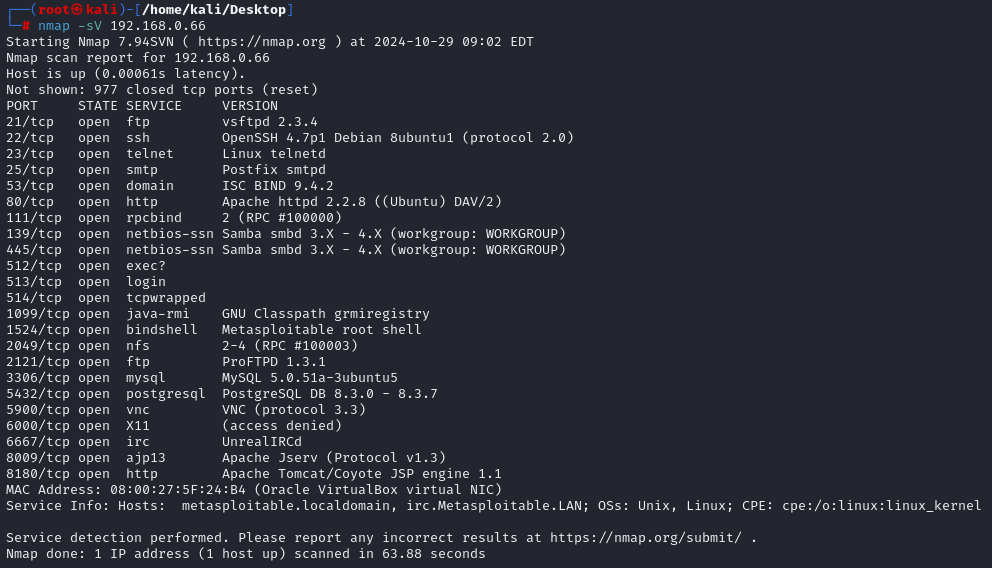 ┌──(root㉿kali)-[/home/kali/Desktop]
└─# nmap -sV 192.168.0.66
Starting Nmap 7.94SVN ( https://nmap.org ) at 2024-10-29 09:02 EDT
Nmap scan report for 192.168.0.66
Host is up (0.00061s latency).
Not shown: 977 closed tcp ports (reset)
PORT     STATE SERVICE     VERSION
21/tcp   open  ftp         vsftpd 2.3.4
22/tcp   open  ssh         OpenSSH 4.7p1 Debian 8ubuntu1 (protocol 2.0)
23/tcp   open  telnet      Linux telnetd
25/tcp   open  smtp        Postfix smtpd
53/tcp   open  domain      ISC BIND 9.4.2
80/tcp   open  http        Apache httpd 2.2.8 ((Ubuntu) DAV/2)
111/tcp  open  rpcbind     2 (RPC #100000)
139/tcp  open  netbios-ssn Samba smbd 3.X - 4.X (workgroup: WORKGROUP)
445/tcp  open  netbios-ssn Samba smbd 3.X - 4.X (workgroup: WORKGROUP)
512/tcp  open  exec?
513/tcp  open  login
514/tcp  open  tcpwrapped
1099/tcp open  java-rmi    GNU Classpath grmiregistry
1524/tcp open  bindshell   Metasploitable root shell
2049/tcp open  nfs         2-4 (RPC #100003)
2121/tcp open  ftp         ProFTPD 1.3.1
3306/tcp open  mysql       MySQL 5.0.51a-3ubuntu5
5432/tcp open  postgresql  PostgreSQL DB 8.3.0 - 8.3.7
5900/tcp open  vnc         VNC (protocol 3.3)
6000/tcp open  X11         (access denied)
6667/tcp open  irc         UnrealIRCd
8009/tcp open  ajp13       Apache Jserv (Protocol v1.3)
8180/tcp open  http        Apache Tomcat/Coyote JSP engine 1.1
MAC Address: 08:00:27:5F:24:B4 (Oracle VirtualBox virtual NIC)
Service Info: Hosts:  metasploitable.localdomain, irc.Metasploitable.LAN; OSs: Unix, Linux; CPE: cpe:/o:linux:linux_kernel

Service detection performed. Please report any incorrect results at https://nmap.org/submit/ .
Nmap done: 1 IP address (1 host up) scanned in 63.88 seconds